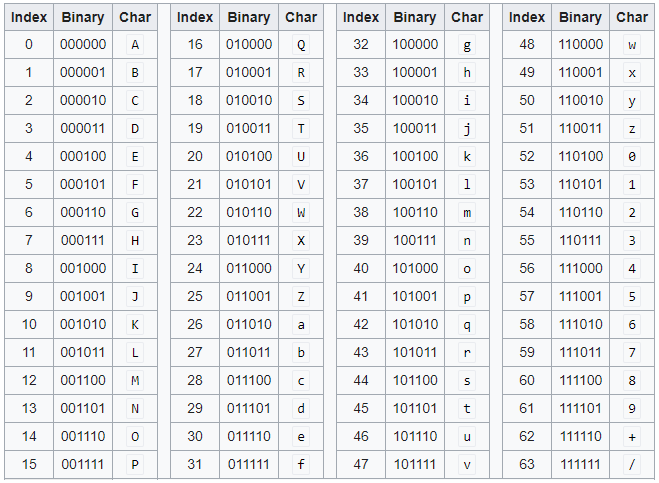 Index Binary Char Index Binary Char Index Binary Char Index Binary Char
0 000000 A 16 010000 Q 32 100000 g 48 110000 w
1 000001 B 17 010001 R 33 100001 h 49 110001 x
2 000010 C 18 010010 S 34 100010 i 50 110010 y
3 000011 D 19 010011 T 35 100011 j 51 110011 z
4 000100 E 20 010100 U 36 100100 k 52 110100 0
5 000101 F 21 010101 V 37 100101 l 53 110101 1
6 000110 G 22 010110 W 38 100110 m 54 110110 2
7 000111 H 23 010111 X 39 100111 n 55 110111 3
8 001000 I 24 011000 Y 40 101000 o 56 111000 4
9 001001 J 25 011001 Z 41 101001 p 57 111001 5
10 001010 K 26 011010 a 42 101010 q 58 111010 6
11 001011 L 27 011011 b 43 101011 r 59 111011 7
12 001100 M 28 011100 c 44 101100 s 60 111100 8
13 001101 N 29 011101 d 45 101101 t 61 111101 9
14 001110 O 30 011110 e 46 101110 u 62 111110 +
15 001111 P 31 011111 f 47 101111 v 63 111111 /